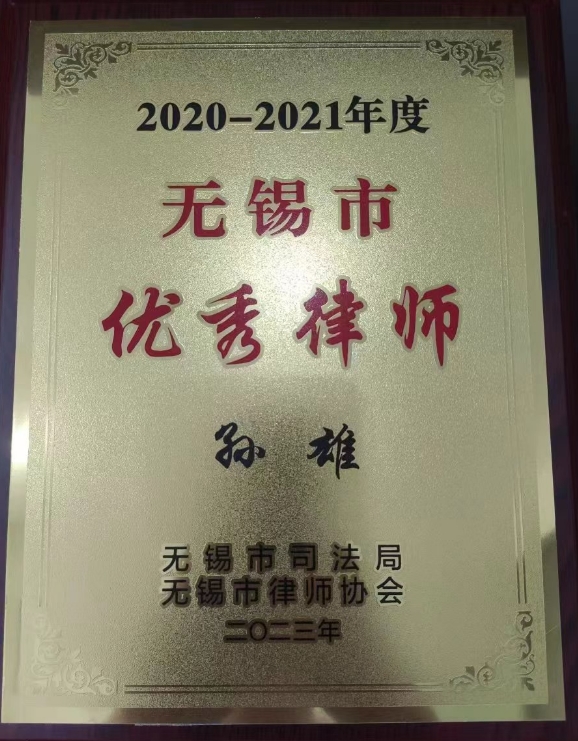 2020-2021年度
无锡市
优秀律师
孙雄
无锡市司法局
无锡市律师协会
二〇二三年